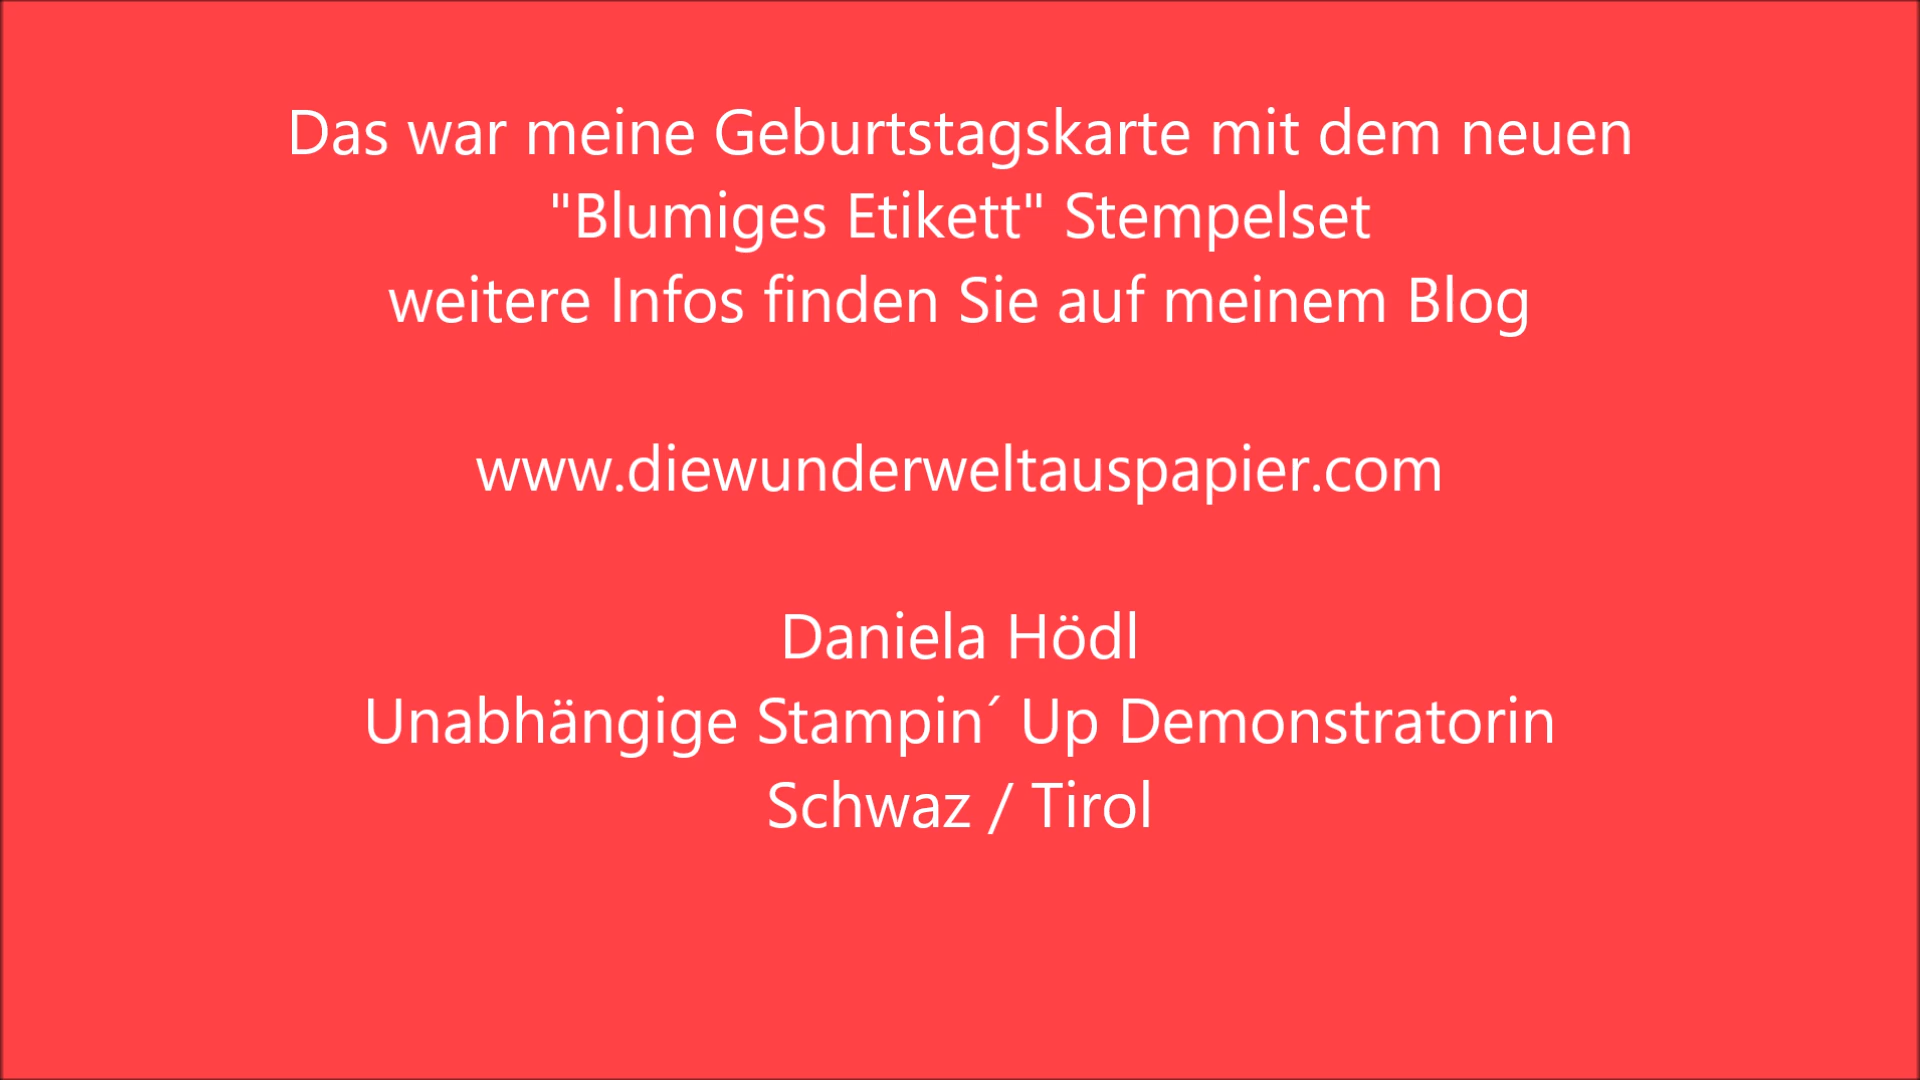 Das war meine Geburtstagskarte mit dem neuen
"Blumiges Etikett" Stempelset
weitere Infos finden Sie auf meinem Blog
www.diewunderweltauspapier.com
Daniela Hödl
Unabhängige Stampin´ Up Demonstratorin
Schwaz / Tirol